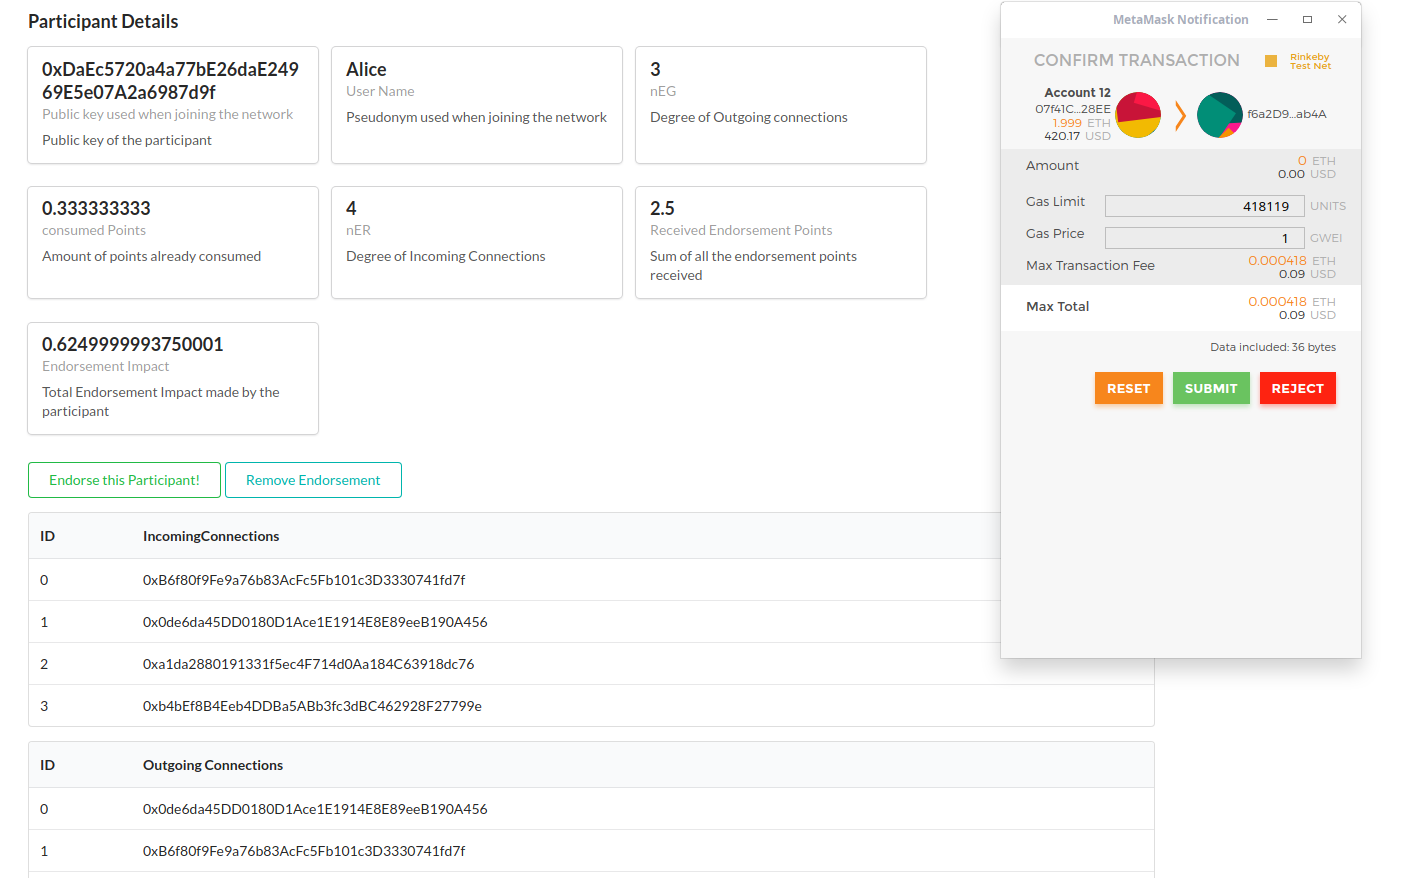 Participant Details
0xDaEc5720a4a77bE26daE249
69E5e07A2a6987d9f
Public key used when joining the network
Public key of the participant
Alice
User Name
Pseudonym used when joining the network
3
nEG
Degree of Outgoing connections
0.333333333
consumed Points
Amount of points already consumed
4
nER
Degree of Incoming Connections
2.5
Received Endorsement Points
Sum of all the endorsement points
received
0.6249999993750001
Endorsement Impact
Total Endorsement Impact made by the
participant
Endorse this Participant!
Remove Endorsement
ID IncomingConnections
0 0xB6f80f9Fe9a76b83AcFc5Fb101c3D3330741fd7f
1 0x0de6da45DD0180D1Ace1E1914E8E89eeB190A456
2 0xa1da2880191331f5ec4F714d0Aa184C63918dc76
3 0xb4bEf8B4Eeb4DDBa5ABb3fc3dBC462928F27799e
ID Outgoing Connections
0 0x0de6da45DD0180D1Ace1E1914E8E89eeB190A456
1 0xB6f80f9Fe9a76b83AcFc5Fb101c3D3330741fd7f
MetaMask Notification
CONFIRM TRANSACTION
Rinkeby
Test Net
Account 12
07f41C...28EE
1.999 ETH
420.17 USD
f6a2D9...ab4A
Amount 0 ETH
0.00 USD
Gas Limit 418119 UNITS
Gas Price 1 GWEI
Max Transaction Fee 0.000418 ETH
0.09 USD
Max Total 0.000418 ETH
0.09 USD
Data included: 36 bytes
RESET SUBMIT REJECT